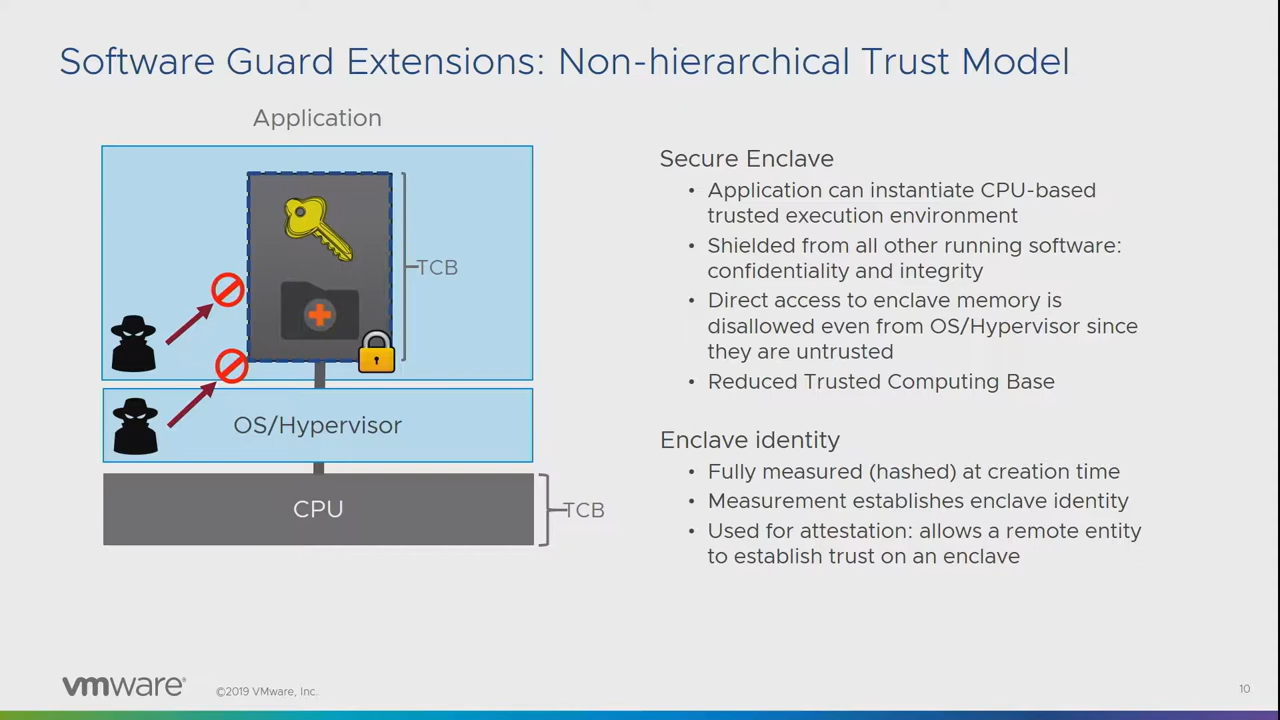 Software Guard Extensions: Non-hierarchical Trust Model
Application
TCB
OS/Hypervisor
CPU
TCB
Secure Enclave
• Application can instantiate CPU-based
trusted execution environment
• Shielded from all other running software:
confidentiality and integrity
• Direct access to enclave memory is
disallowed even from OS/Hypervisor since
they are untrusted
• Reduced Trusted Computing Base
Enclave identity
• Fully measured (hashed) at creation time
• Measurement establishes enclave identity
• Used for attestation: allows a remote entity
to establish trust on an enclave
vmware®
©2019 VMware, Inc.
10